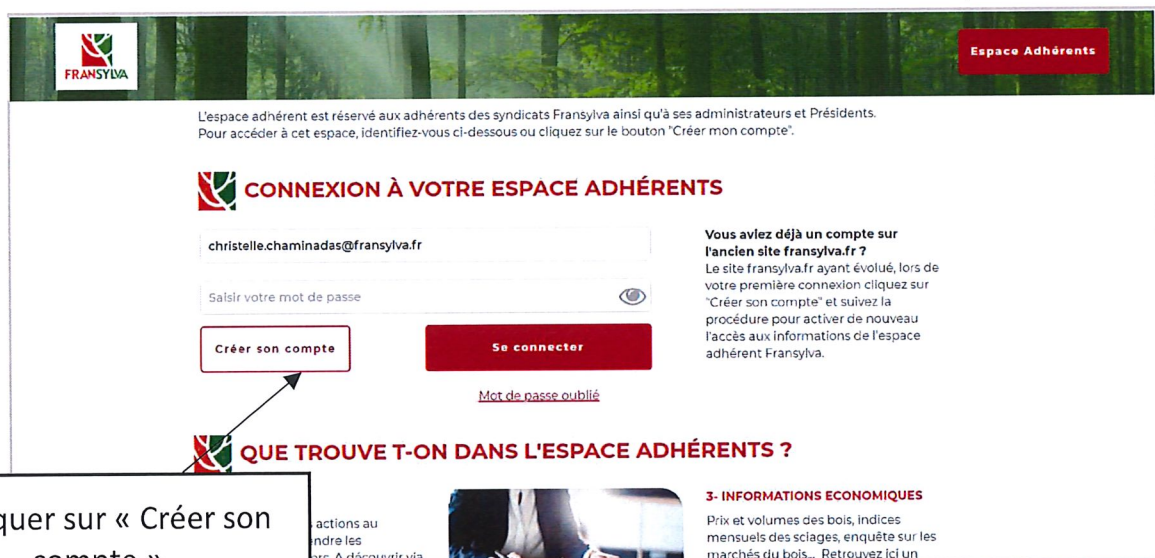 FRANSYLVA
Espace Adhérents
L'espace adhérent est réservé aux adhérents des syndicats Fransylva ainsi qu'à ses administrateurs et Présidents.
Pour accéder à cet espace, identifiez-vous ci-dessous ou cliquez sur le bouton "Créer mon compte".
CONNEXION À VOTRE ESPACE ADHÉRENTS
christelle.chaminadas@fransylva.fr
Saisir votre mot de passe
Créer son compte
Se connecter
Mot de passe oublié
Vous aviez déjà un compte sur
l'ancien site fransylva.fr ?
Le site fransylva.fr ayant évolué, lors de
votre première connexion cliquez sur
"Créer son compte" et suivez la
procédure pour activer de nouveau
l'accès aux informations de l'espace
adhérent Fransylva.
QUE TROUVE T-ON DANS L'ESPACE ADHÉRENTS ?
quer sur « Créer son
compte »
actions au
endre les
A découvrir via
3- INFORMATIONS ECONOMIQUES
Prix et volumes des bois, indices
mensuels des sciages, enquête sur les
marchés du bois... Retrouvez ici un